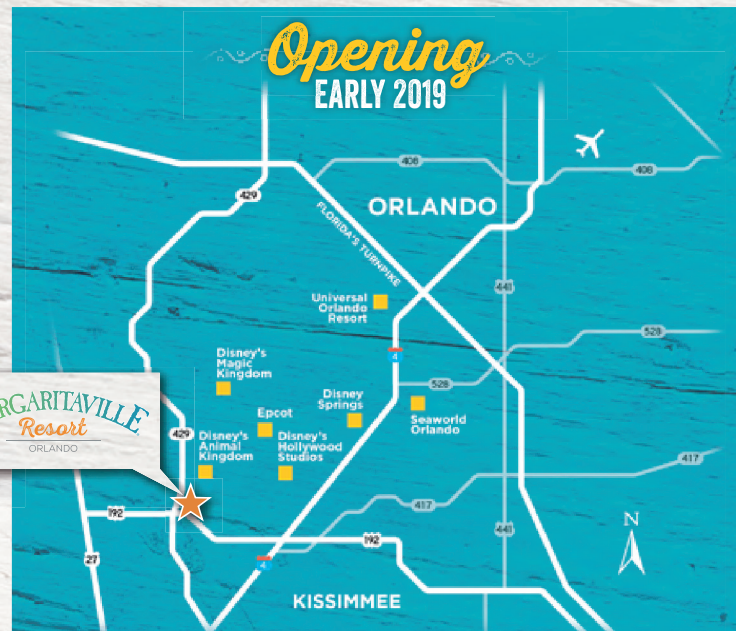 Opening
EARLY 2019
408
408
429
ORLANDO
FLORIDA'S TURNPIKE
441
Universal
Orlando
Resort
528
4
Disney's
Magic
Kingdom
528
Disney
Springs
Seaworld
Orlando
Epcot
RGARITAVILLE
Resort
ORLANDO
429
Disney's
Animal
Kingdom
Disney's
Hollywood
Studios
417
417
192
441
N
192
27
4
KISSIMMEE